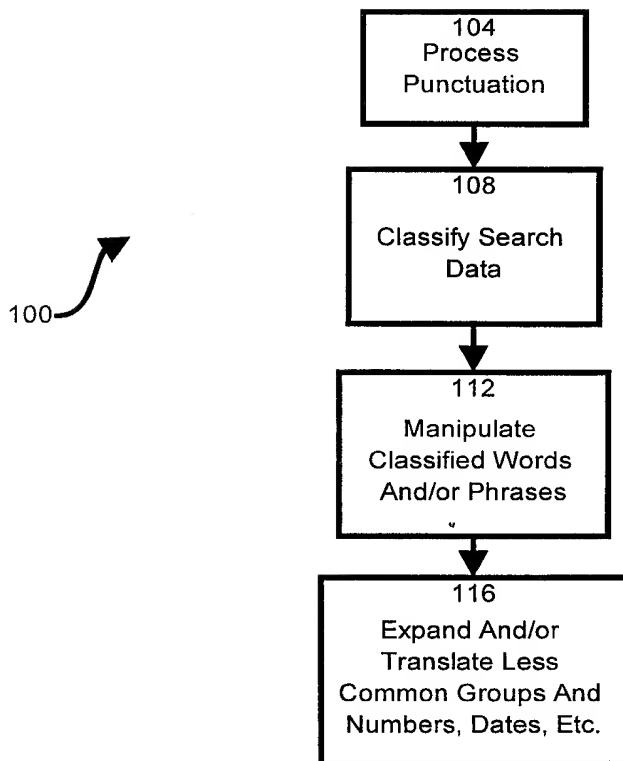 104
Process
Punctuation
108
Classify Search
Data
100
112
Manipulate
Classified Words
And/or Phrases
116
Expand And/or
Translate Less
Common Groups And
Numbers, Dates, Etc.